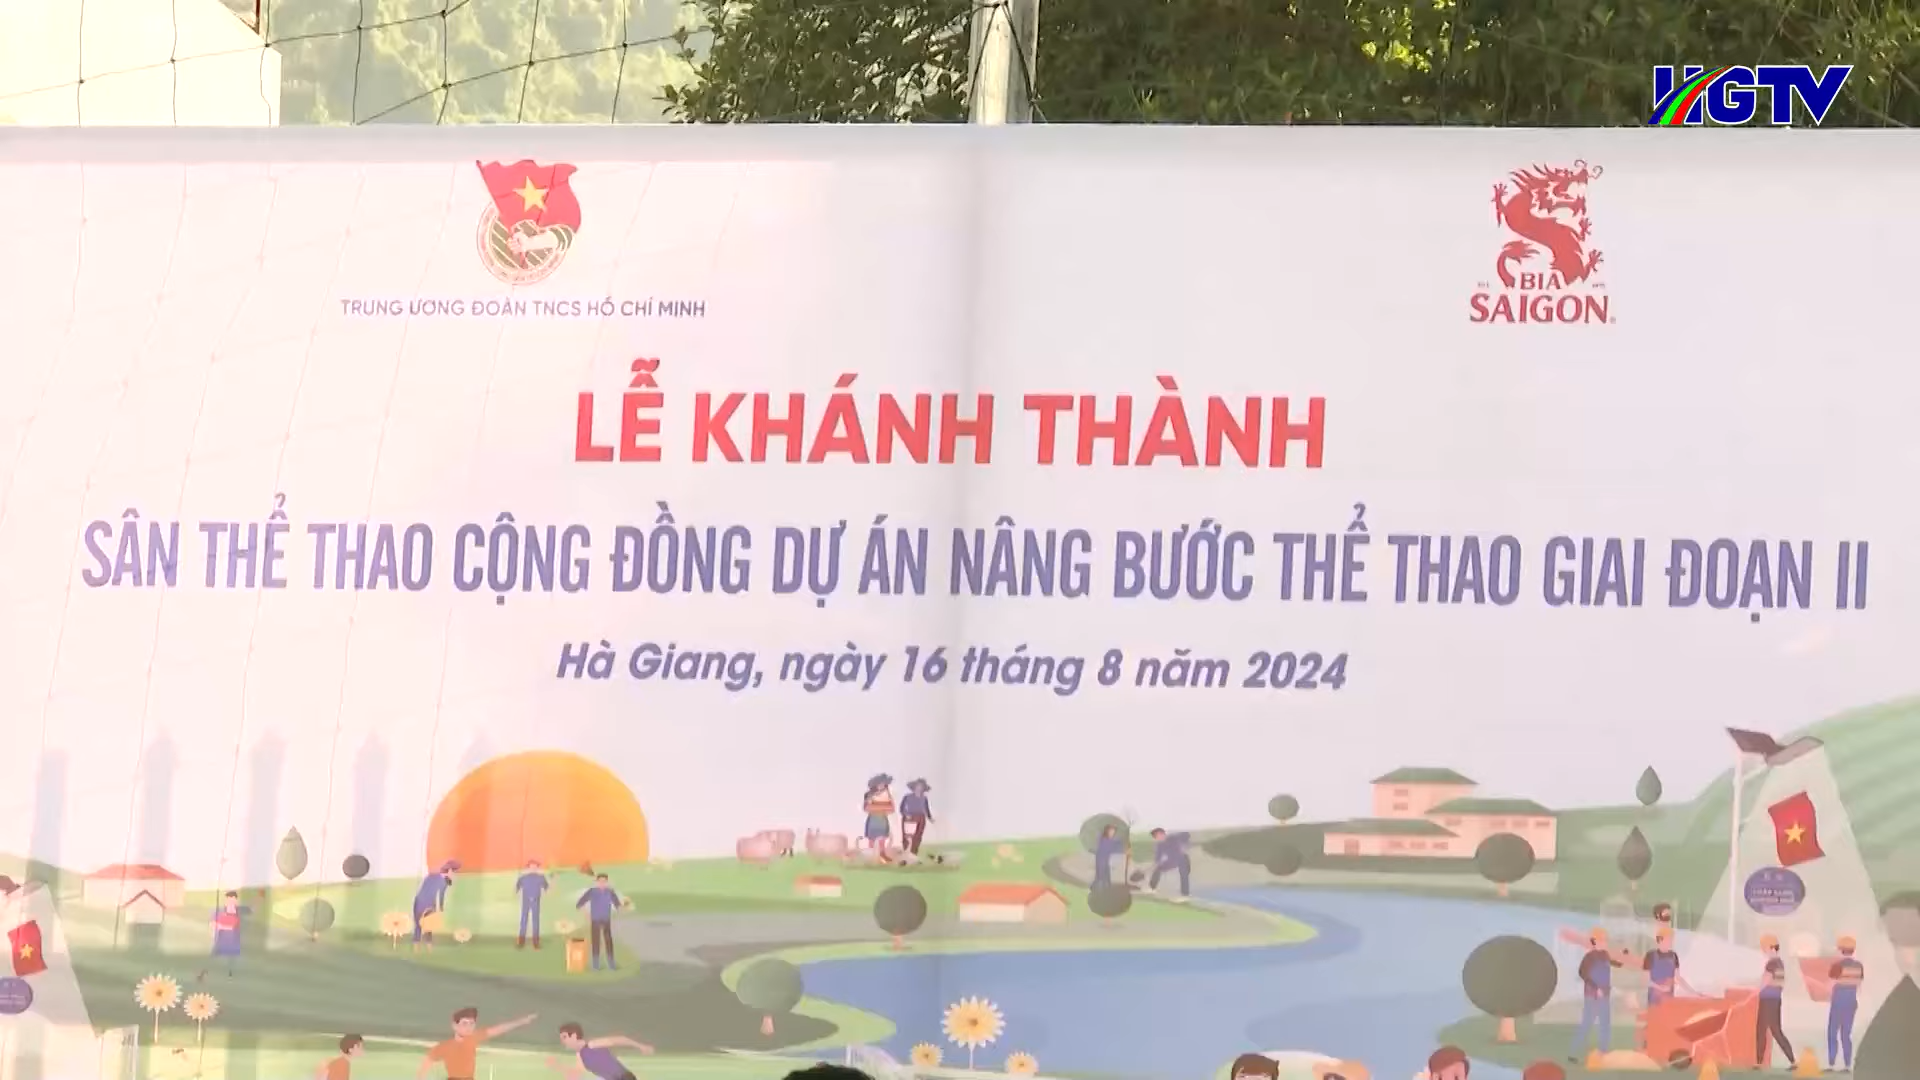 HGTV
TRUNG ƯƠNG ĐOÀN TNCS HỒ CHÍ MINH
BIA
SAIGON
LỄ KHÁNH THÀNH
SÂN THỂ THAO CỘNG ĐỒNG DỰ ÁN NÂNG BƯỚC THỂ THAO GIAI ĐOẠN II
Hà Giang, ngày 16 tháng 8 năm 2024